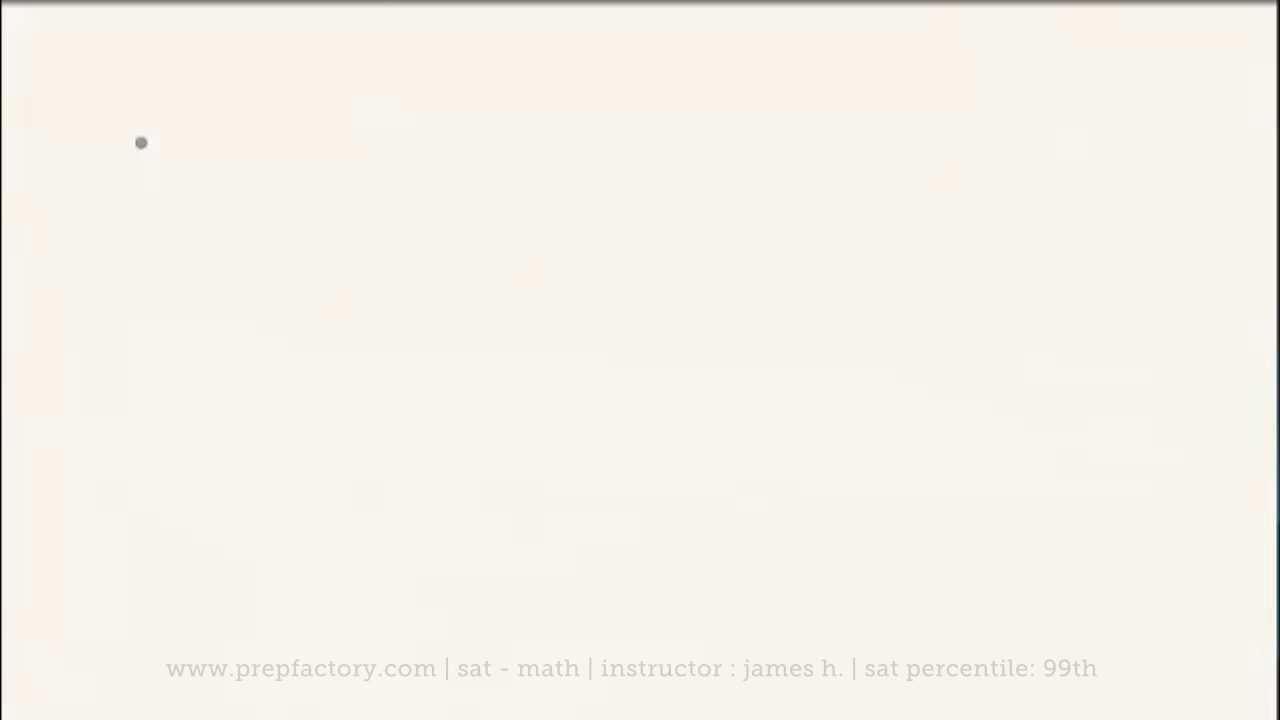 www.prepfactory.com | sat - math | instructor : james h. | sat percentile: 99th